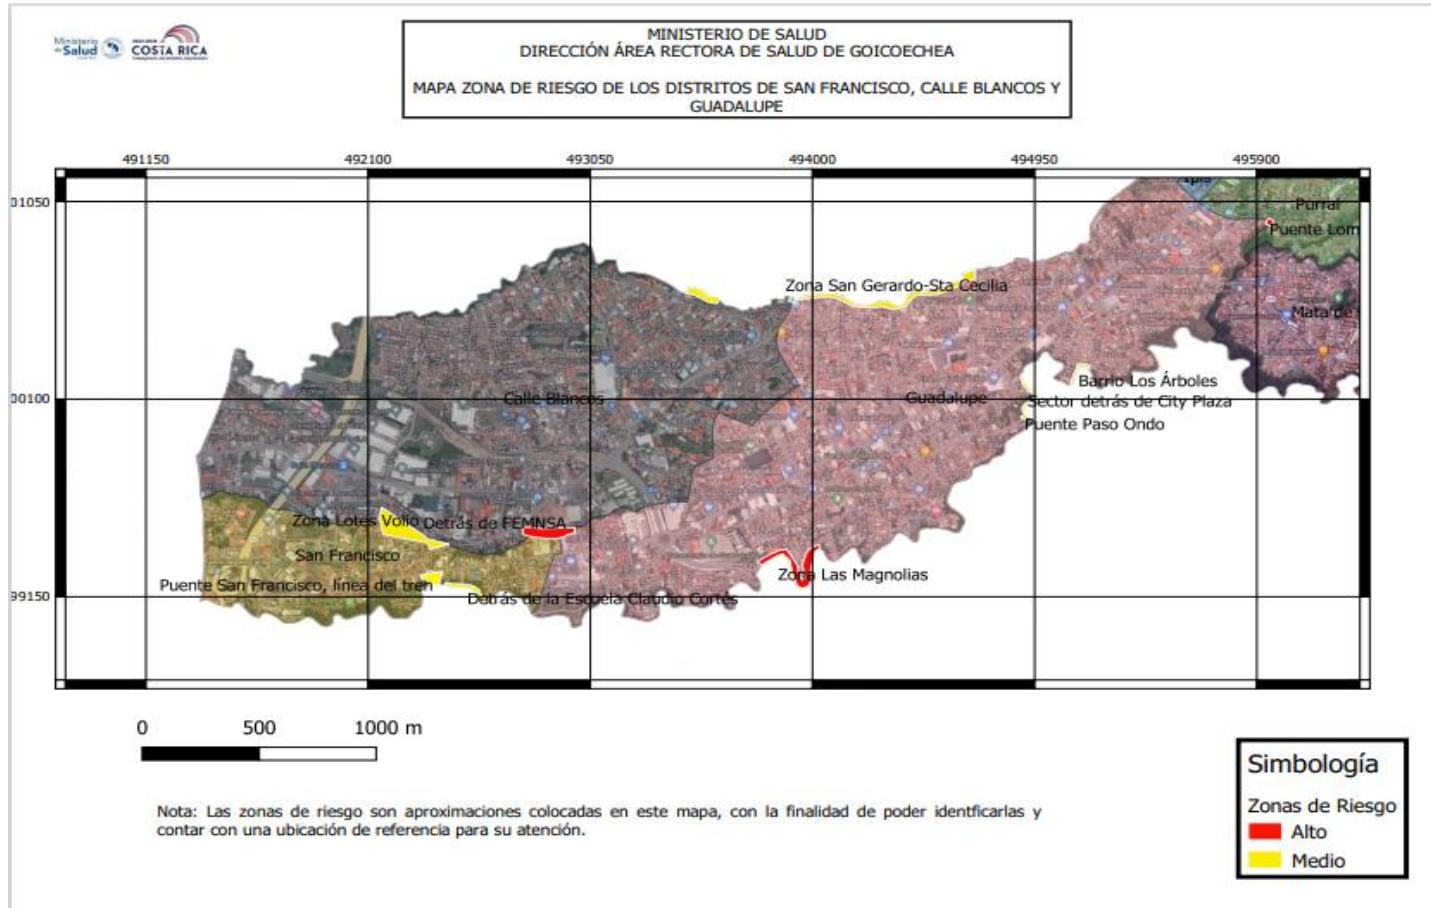 Ministerio
de Salud
COSTA RICA
MINISTERIO DE SALUD
DIRECCIÓN ÁREA RECTORA DE SALUD DE GOICOECHEA
MAPA ZONA DE RIESGO DE LOS DISTRITOS DE SAN FRANCISCO, CALLE BLANCOS Y
GUADALUPE
491150 492100 493050 494000 494950 495900
01050
Ipís
Purral
Puente Lom
Zona San Gerardo-Sta Cecilia
Mata de
Barrio Los Árboles
00100
Calle Blancos
Guadalupe
Sector detrás de City Plaza
Puente Paso Ondo
Zona Lotes Volio
Detrás de FEMNSA
San Francisco
Zona Las Magnolias
Puente San Francisco, línea del tren
99150
Detrás de la Escuela Claudio Cortés
0 500 1000 m
Simbología
Zonas de Riesgo
Alto
Medio
Nota: Las zonas de riesgo son aproximaciones colocadas en este mapa, con la finalidad de poder identficarlas y
contar con una ubicación de referencia para su atención.